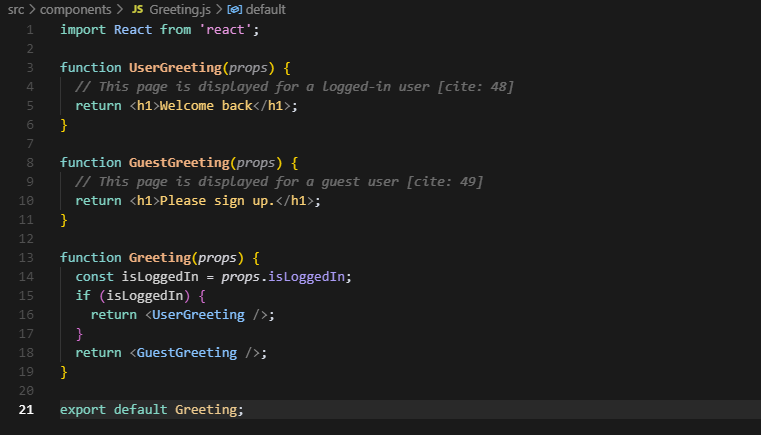 src > components > JS Greeting.js > default
1 import React from 'react';
2
3 function UserGreeting(props) {
4   // This page is displayed for a logged-in user [cite: 48]
5   return <h1>Welcome back</h1>;
6 }
7
8 function GuestGreeting(props) {
9   // This page is displayed for a guest user [cite: 49]
10   return <h1>Please sign up.</h1>;
11 }
12
13 function Greeting(props) {
14   const isLoggedIn = props.isLoggedIn;
15   if (isLoggedIn) {
16     return <UserGreeting />;
17   }
18   return <GuestGreeting />;
19 }
20
21 export default Greeting;